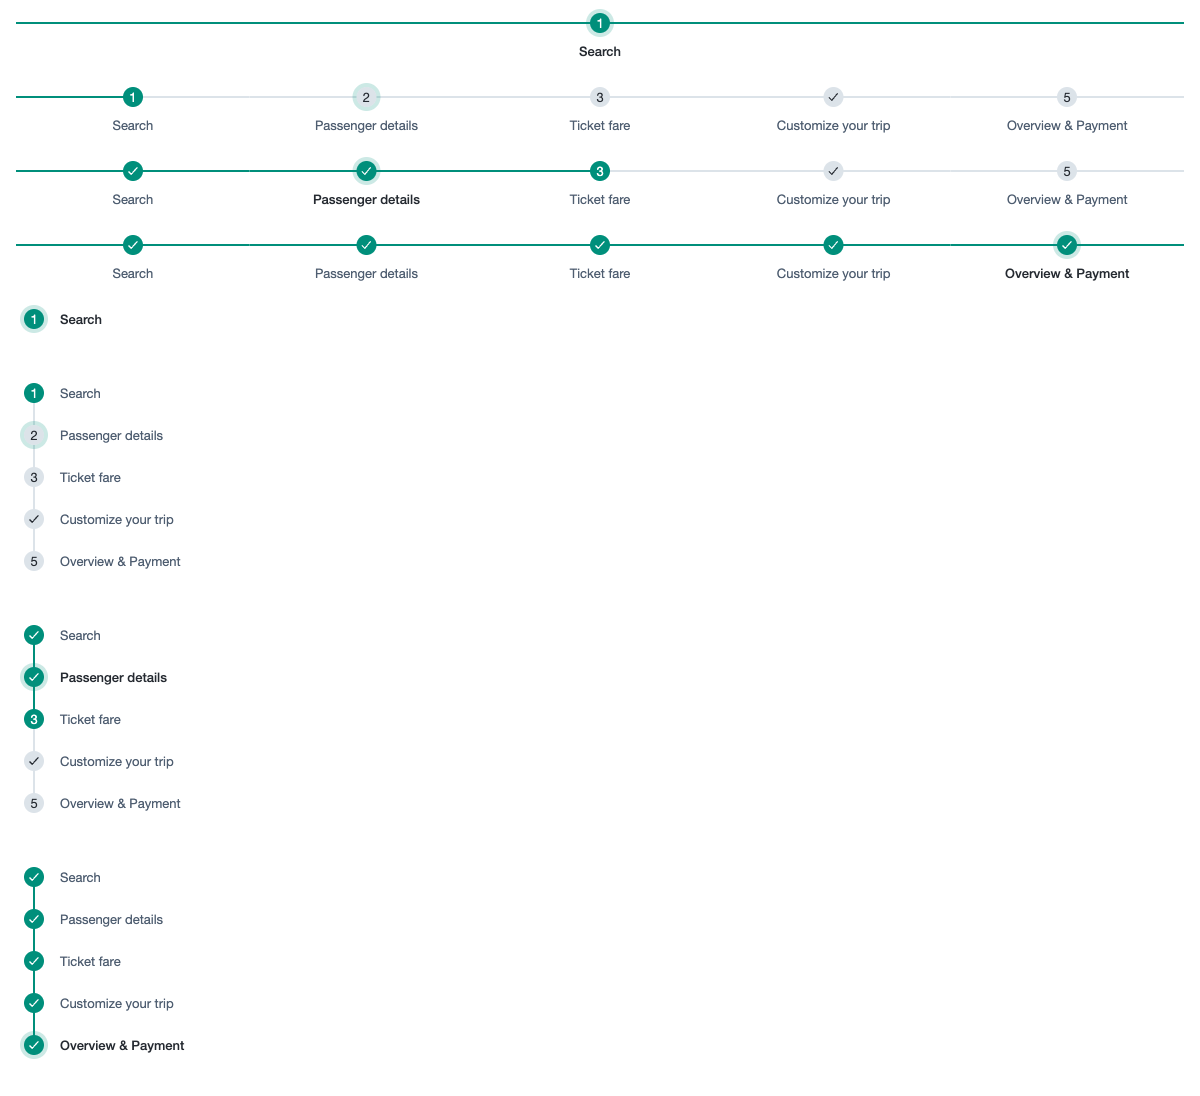 1
Search
1 2 3 5
Search Passenger details Ticket fare Customize your trip Overview & Payment
3 5
Search Passenger details Ticket fare Customize your trip Overview & Payment
Search Passenger details Ticket fare Customize your trip Overview & Payment
1 Search
1 Search
2 Passenger details
3 Ticket fare
Customize your trip
5 Overview & Payment
Search
Passenger details
3 Ticket fare
Customize your trip
5 Overview & Payment
Search
Passenger details
Ticket fare
Customize your trip
Overview & Payment